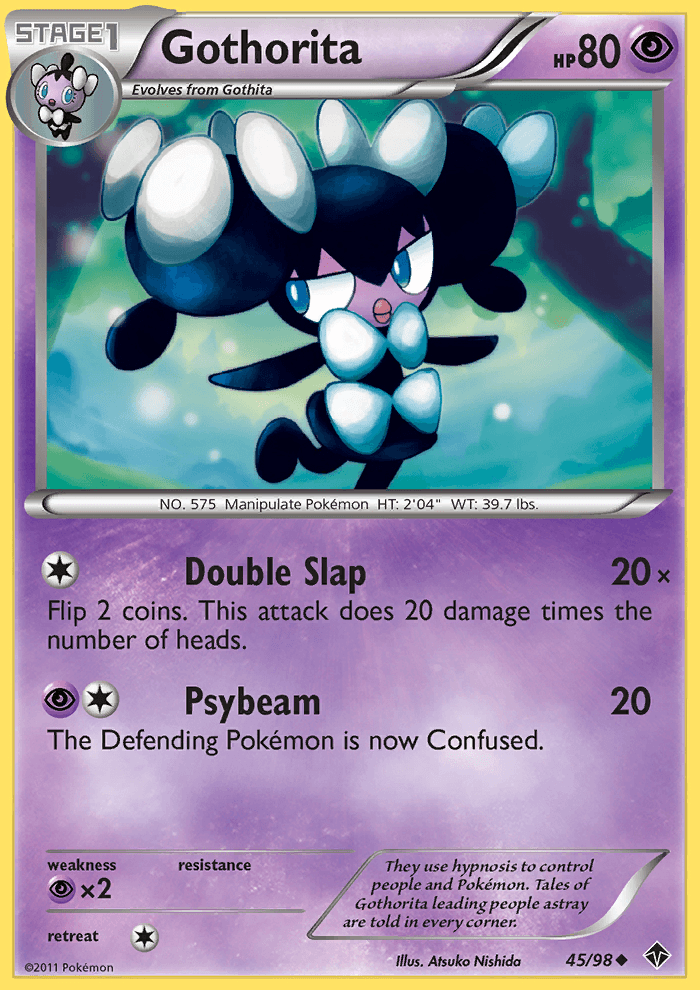 STAGE1
Gothorita
HP80
Evolves from Gothita
NO. 575 Manipulate Pokémon HT: 2'04" WT: 39.7 lbs.
Double Slap 20×
Flip 2 coins. This attack does 20 damage times the
number of heads.
Psybeam 20
The Defending Pokémon is now Confused.
weakness resistance
×2
retreat
They use hypnosis to control
people and Pokémon. Tales of
Gothorita leading people astray
are told in every corner.
©2011 Pokémon
Illus. Atsuko Nishida
45/98